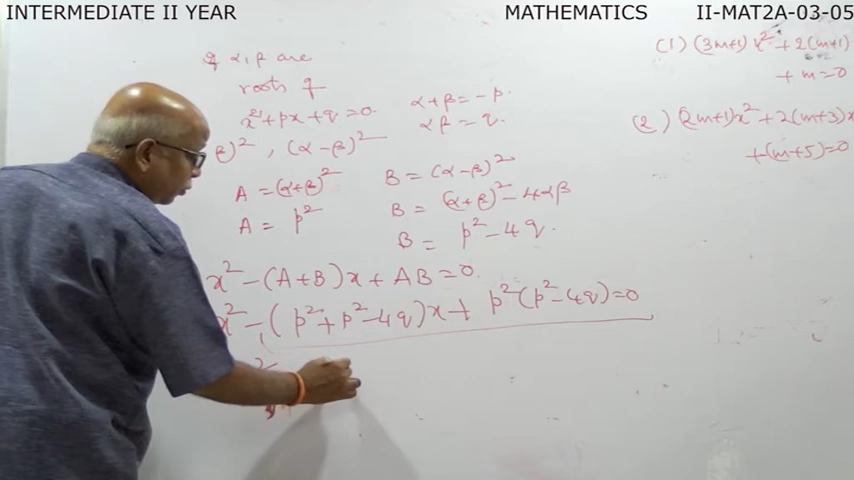 INTERMEDIATE II YEAR MATHEMATICS II-MAT2A-03-05
If α, β are
roots of
x² + px + q = 0.
β)² , (α-β)²
α+β = -p.
αβ = q.
A = (α+β)²
A = p²
B = (α-β)²
B = (α+β)² - 4αβ
B = p² - 4q.
x² - (A+B)x + AB = 0.
x² - (p² + p² - 4q)x + p²(p² - 4q) = 0
(1) (3m+1)x² + 2(m+1)
+ m = 0
(2) (2m+1)x² + 2(m+3)x
+ (m+5) = 0